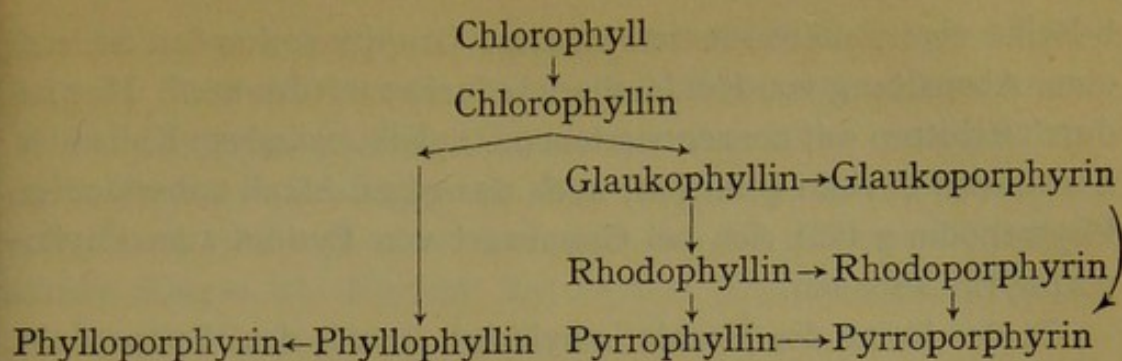 Chlorophyll
Chlorophyllin
Glaukophyllin→Glaukoporphyrin
Rhodophyllin→Rhodoporphyrin
Phylloporphyrin←Phyllophyllin Pyrrophyllin→Pyrroporphyrin